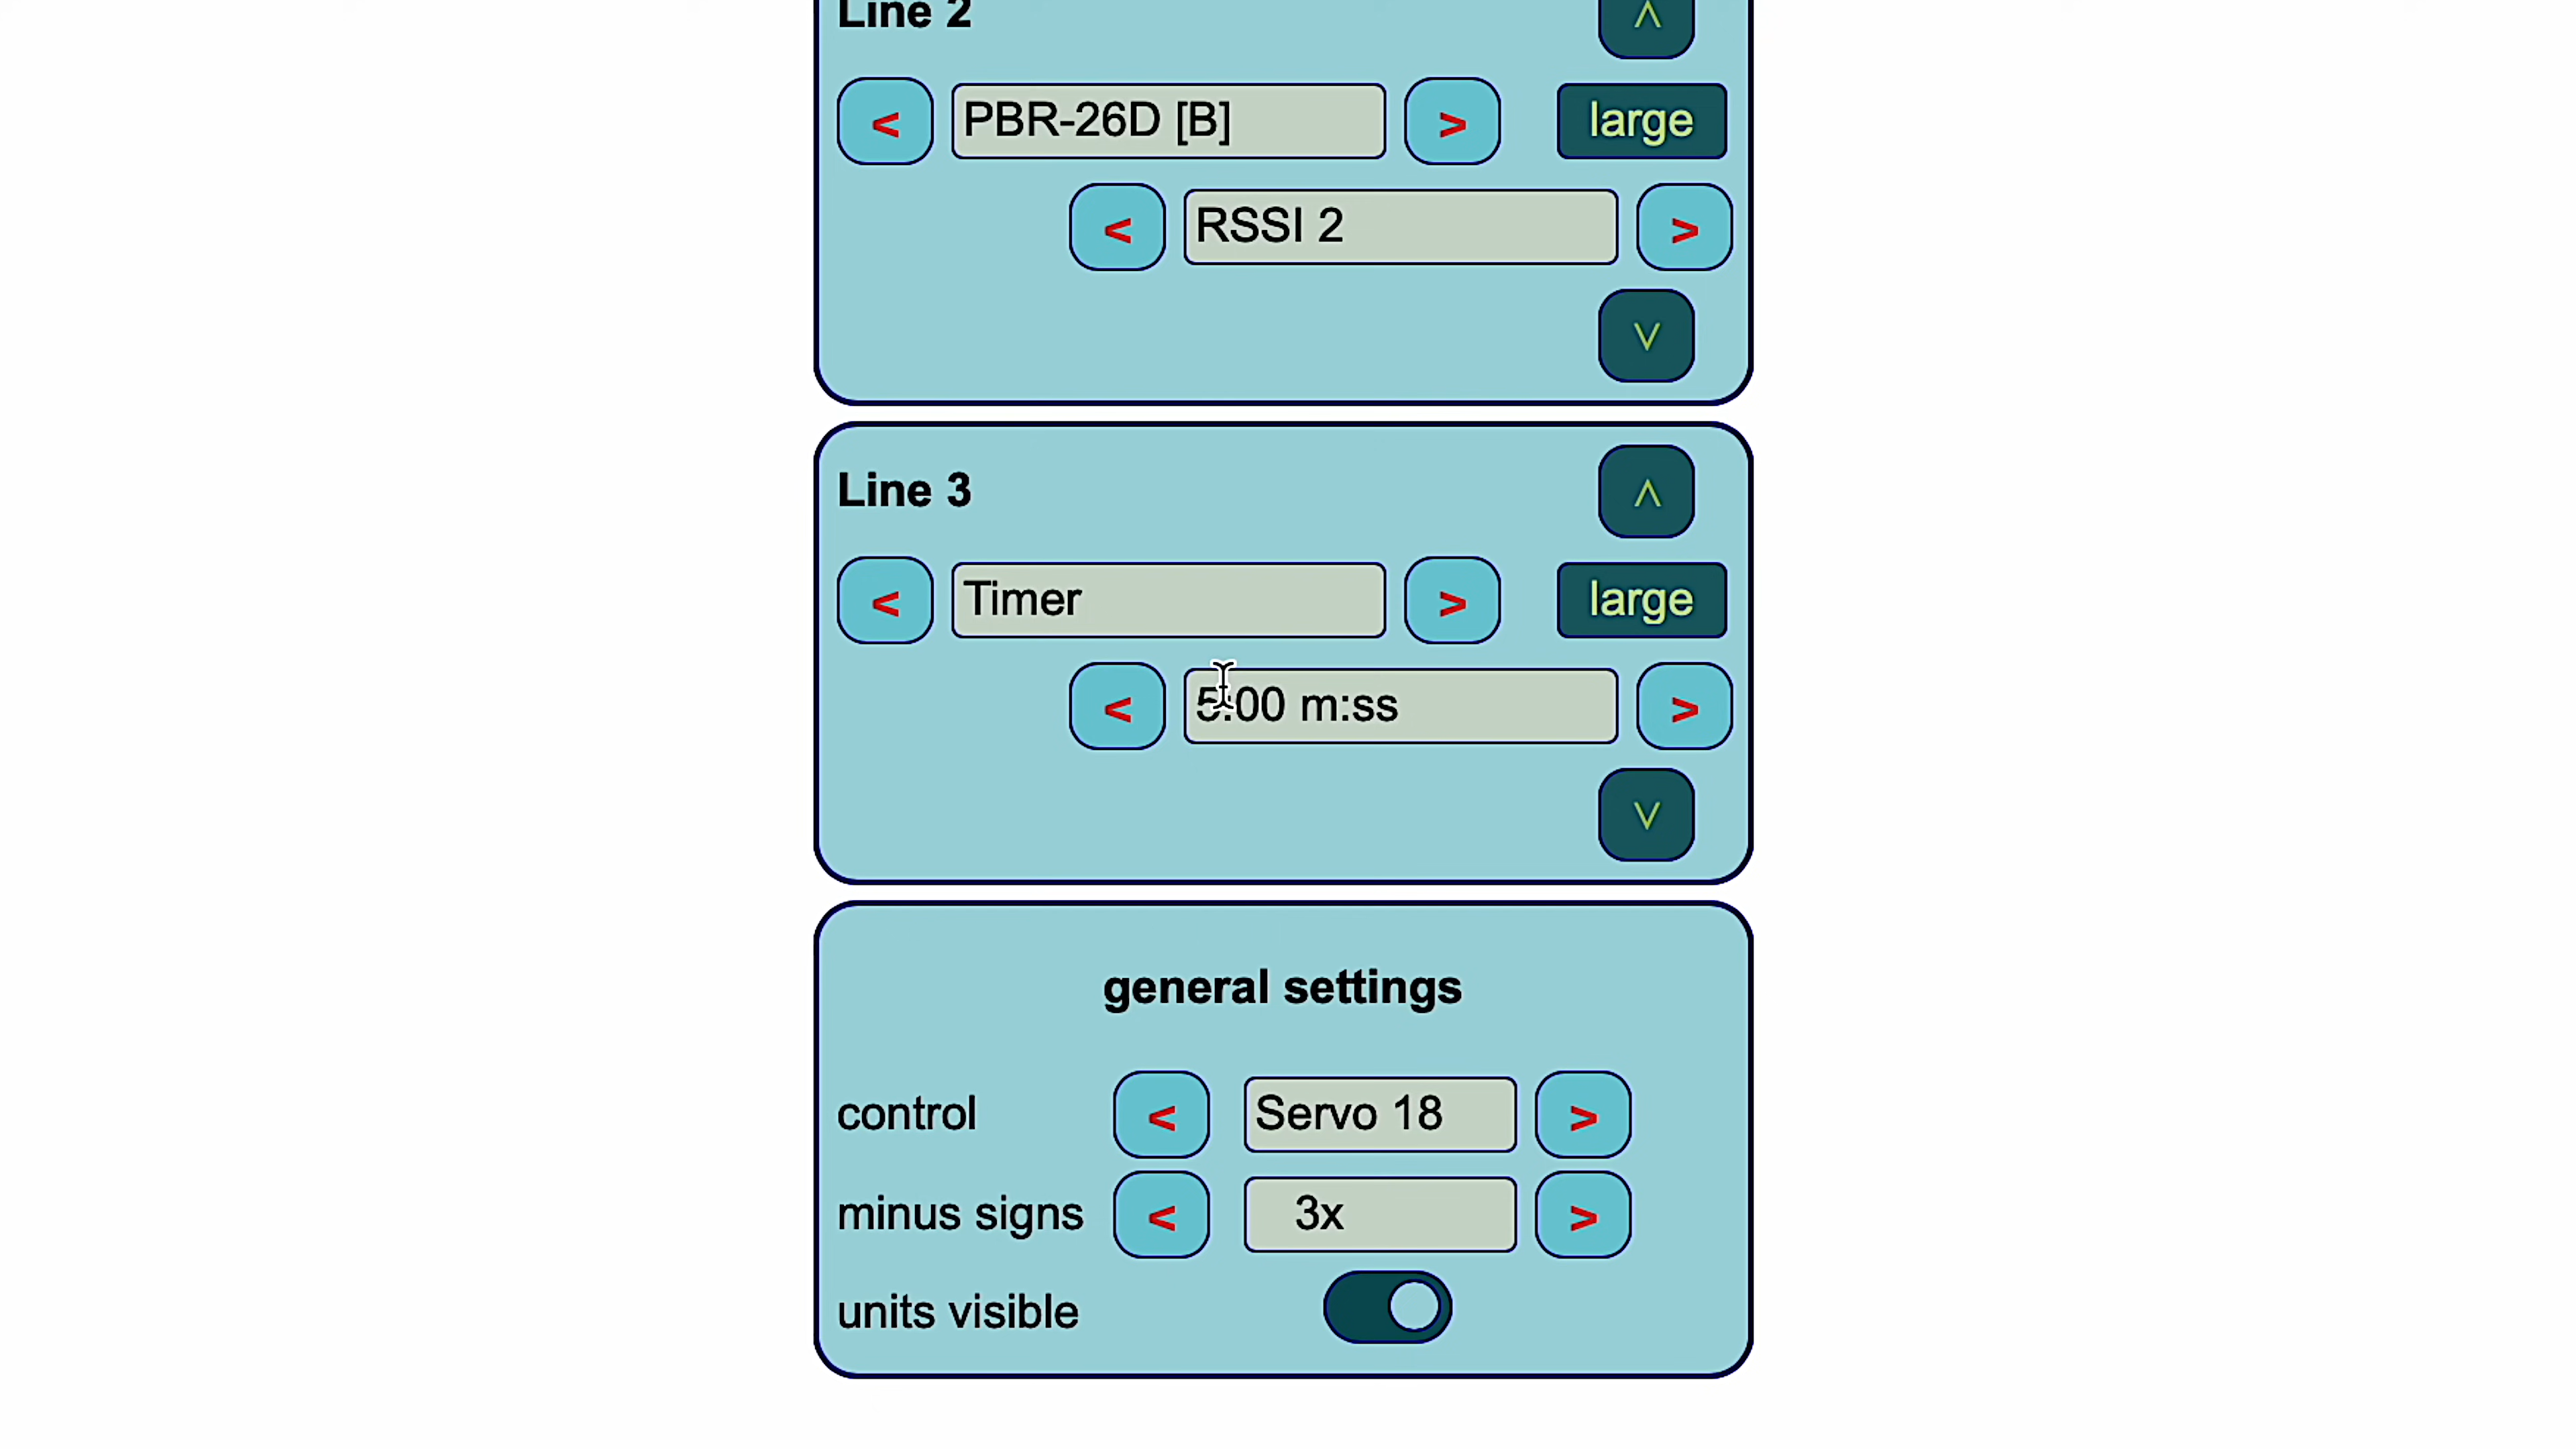 Line 2
^
< PBR-26D [B] > large
< RSSI 2 >
v
Line 3
^
< Timer > large
< 5:00 m:ss >
v
general settings
control < Servo 18 >
minus signs < 3x >
units visible